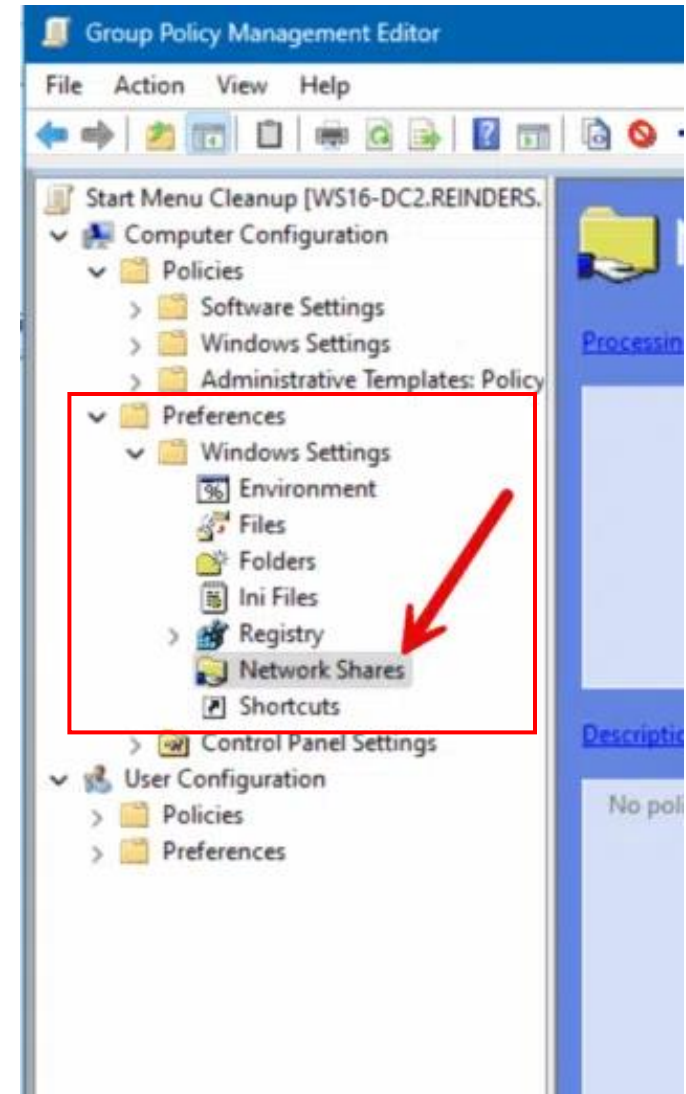 Group Policy Management Editor
File Action View Help
Start Menu Cleanup [WS16-DC2.REINDERS.
Computer Configuration
Policies
Software Settings
Windows Settings
Administrative Templates: Policy
Preferences
Windows Settings
Environment
Files
Folders
Ini Files
Registry
Network Shares
Shortcuts
Control Panel Settings
User Configuration
Policies
Preferences
Processin
Descriptio
No poli